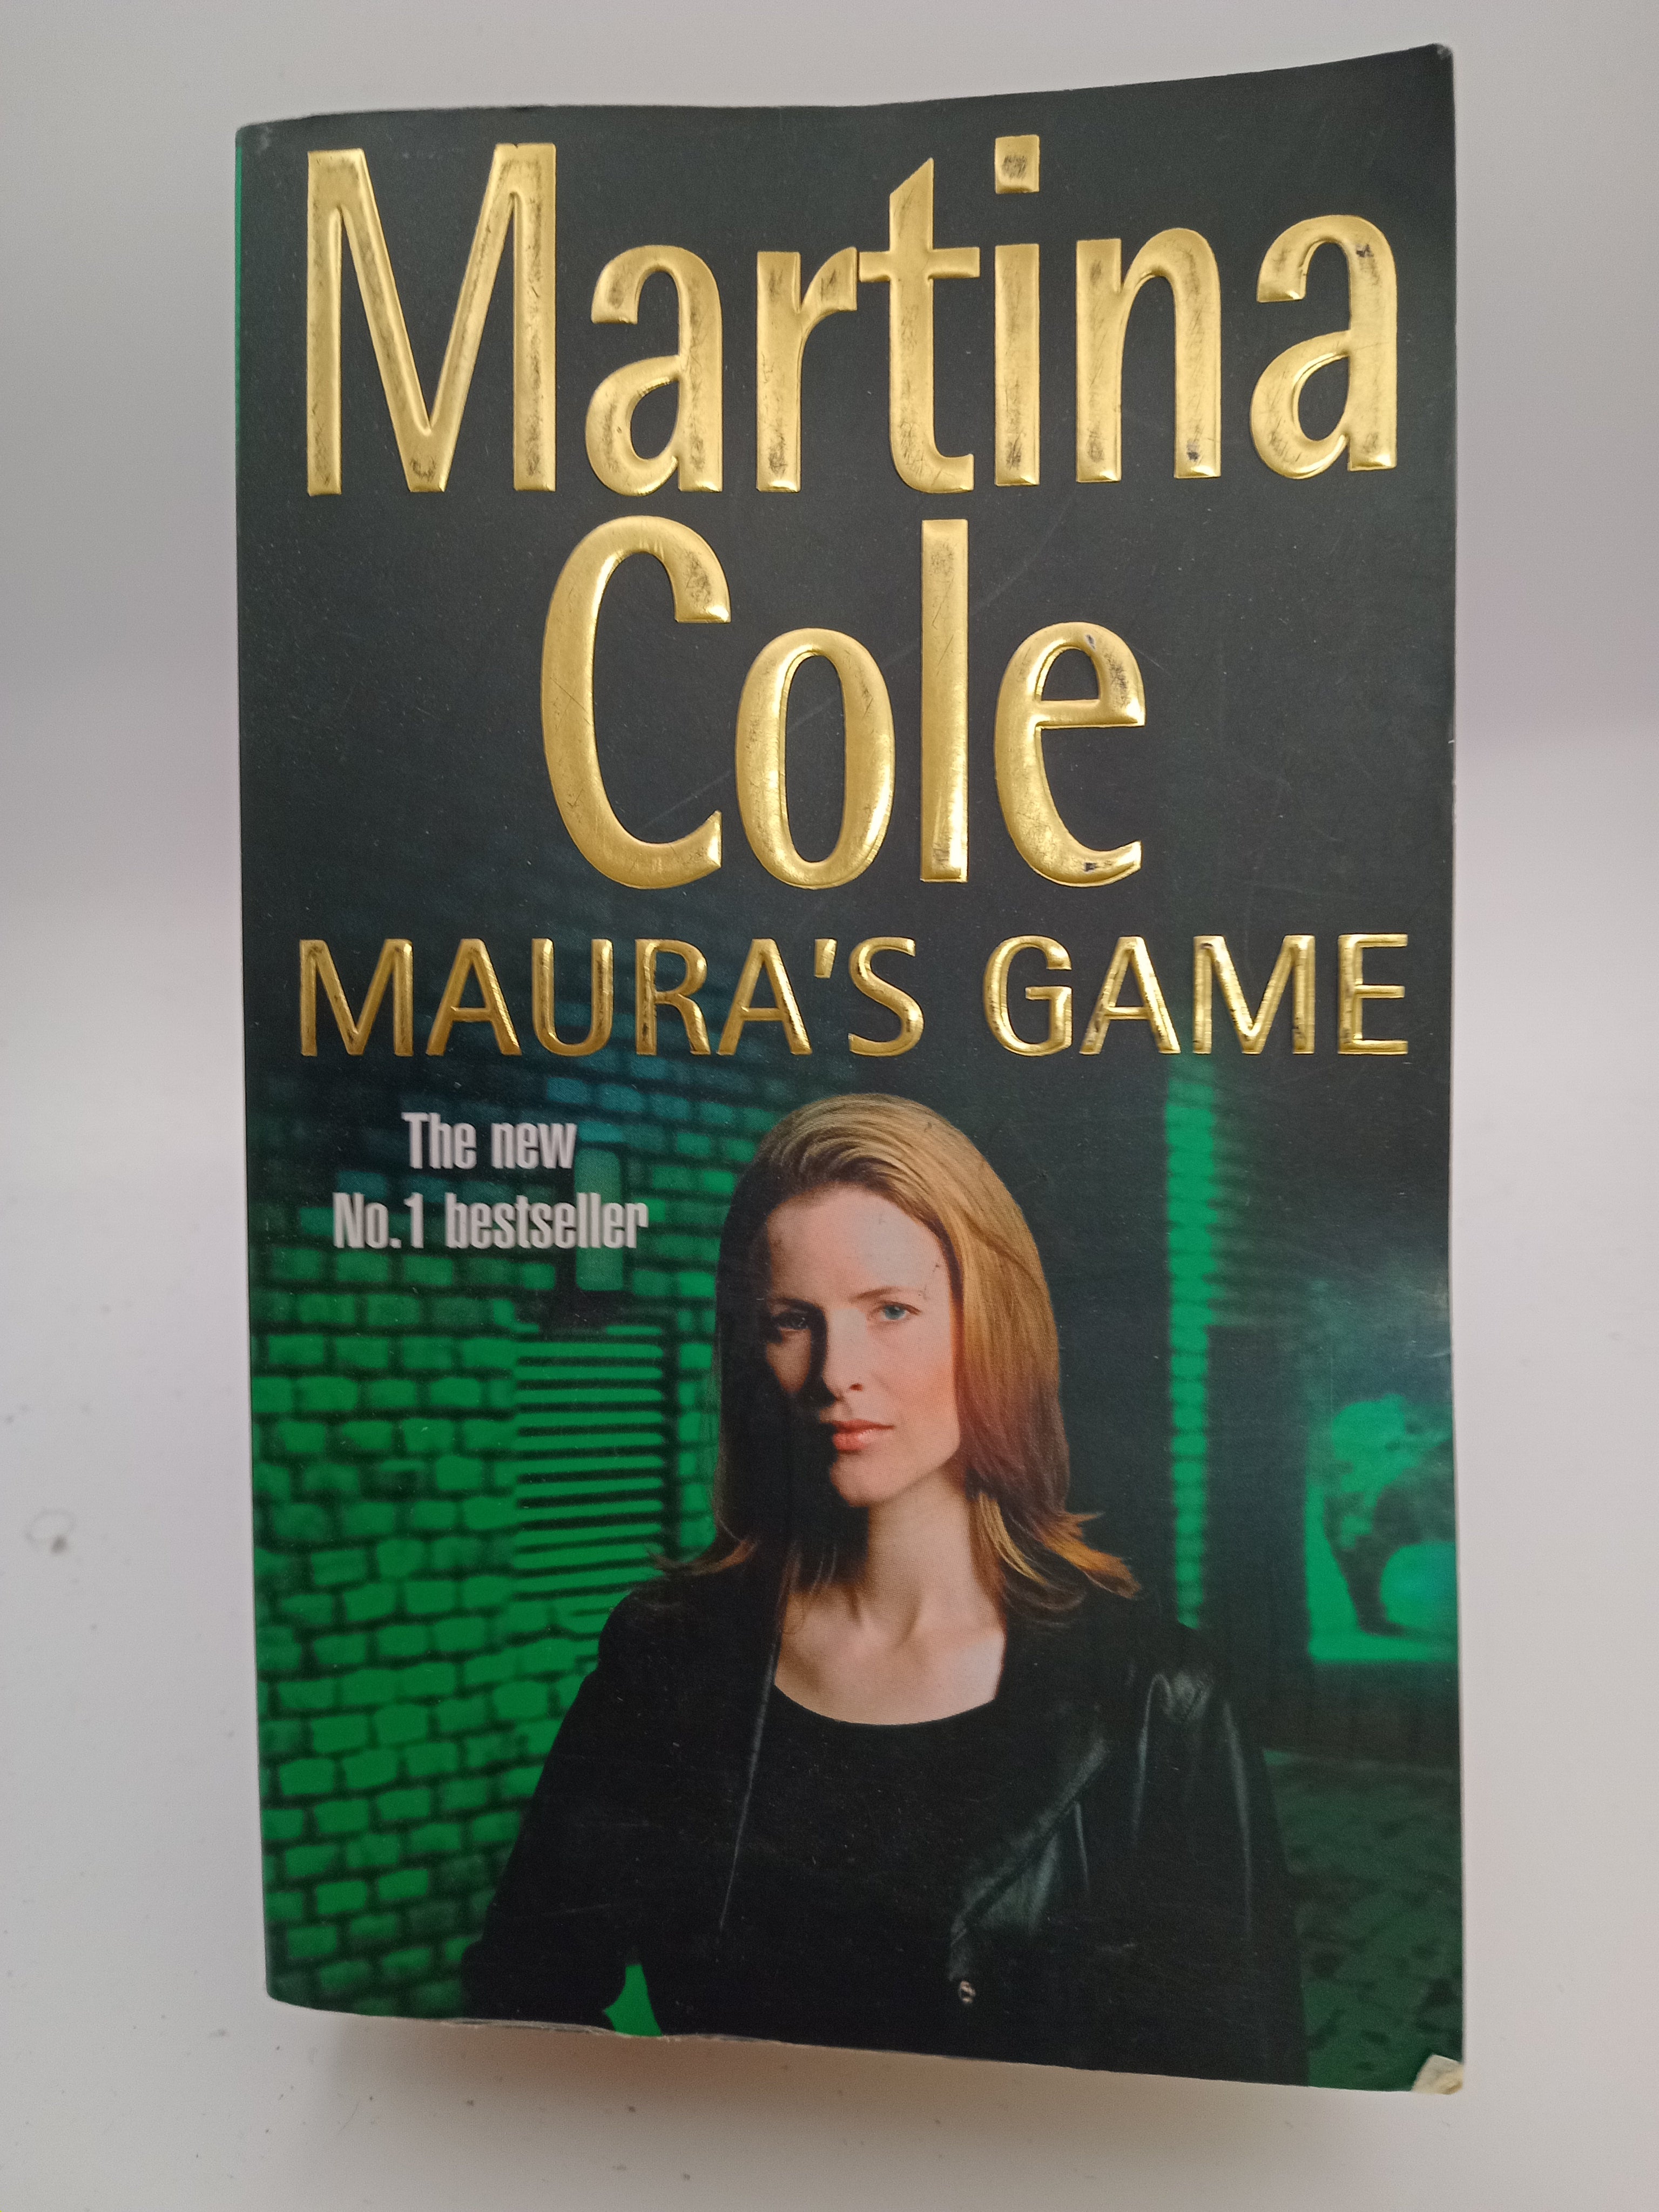 Martina
Cole
MAURA'S GAME
The new
No.1 bestseller